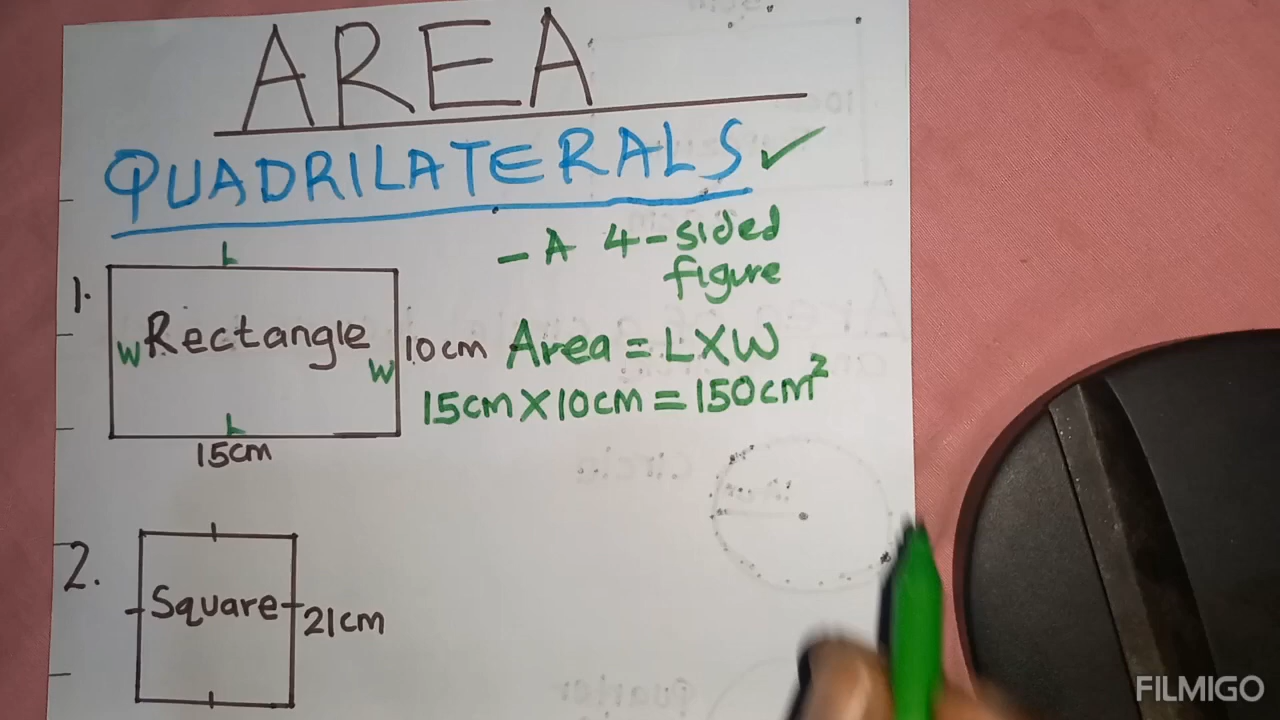 AREA
QUADRILATERALS ✓
- A 4-sided
figure
1.
L
W Rectangle W
10cm
Area = L X W
15cm X 10cm = 150cm²
L
15cm
2.
Square
21cm
FILMIGO